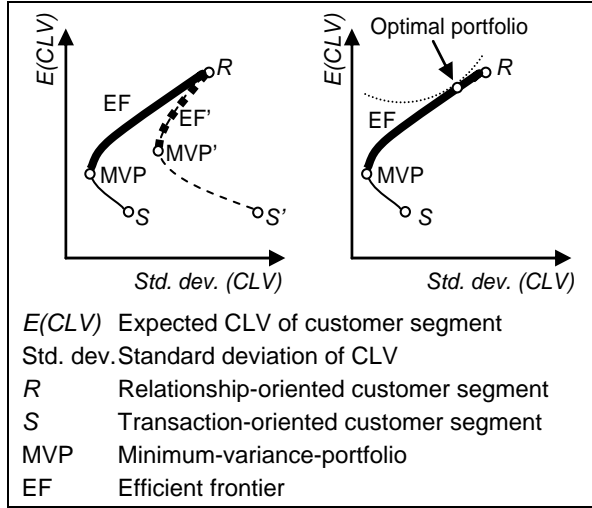 E(CLV)
R
EF
EF’
MVP’
MVP
S
S’
Std. dev. (CLV)
Optimal portfolio
E(CLV)
R
EF
MVP
S
Std. dev. (CLV)
E(CLV) Expected CLV of customer segment
Std. dev. Standard deviation of CLV
R Relationship-oriented customer segment
S Transaction-oriented customer segment
MVP Minimum-variance-portfolio
EF Efficient frontier